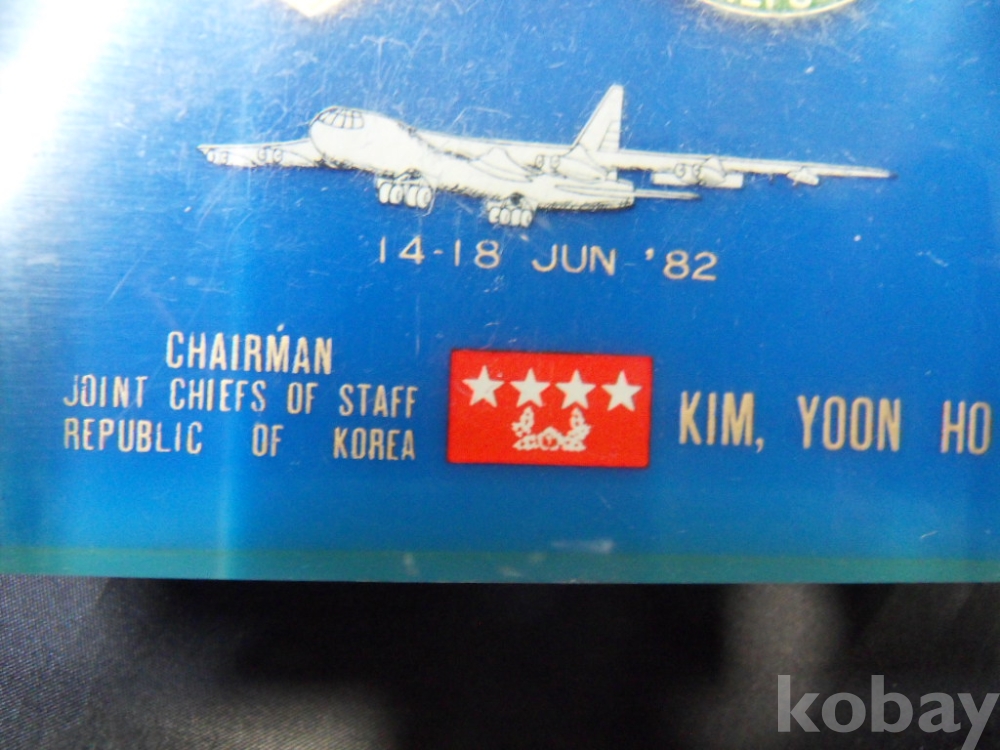 14-18 JUN '82
CHAIRMAN
JOINT CHIEFS OF STAFF
REPUBLIC OF KOREA
KIM, YOON HO
kobay